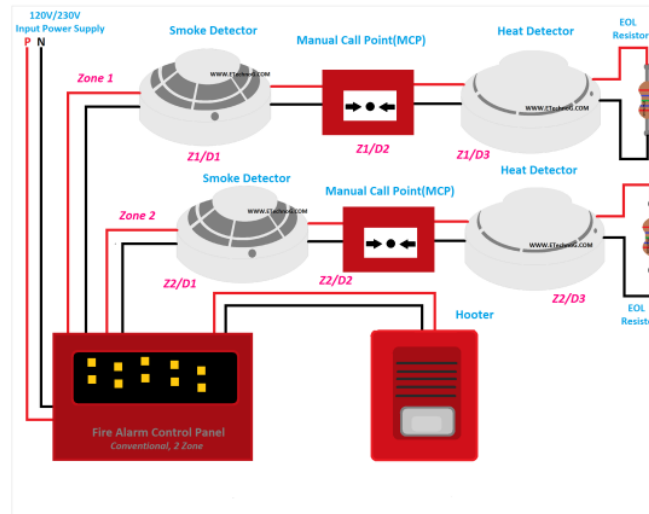 120V/230V
Input Power Supply
P N
Smoke Detector
Manual Call Point(MCP)
Heat Detector
EOL
Resistor
Zone 1
WWW.ETechnoG.COM
WWW.ETechnoG.COM
Z1/D1
Z1/D2
Z1/D3
Smoke Detector
Manual Call Point(MCP)
Heat Detector
Zone 2
WWW.ETechnoG.COM
WWW.ETechnoG.COM
Z2/D1
Z2/D2
Z2/D3
EOL
Resistor
Hooter
Fire Alarm Control Panel
Conventional, 2 Zone